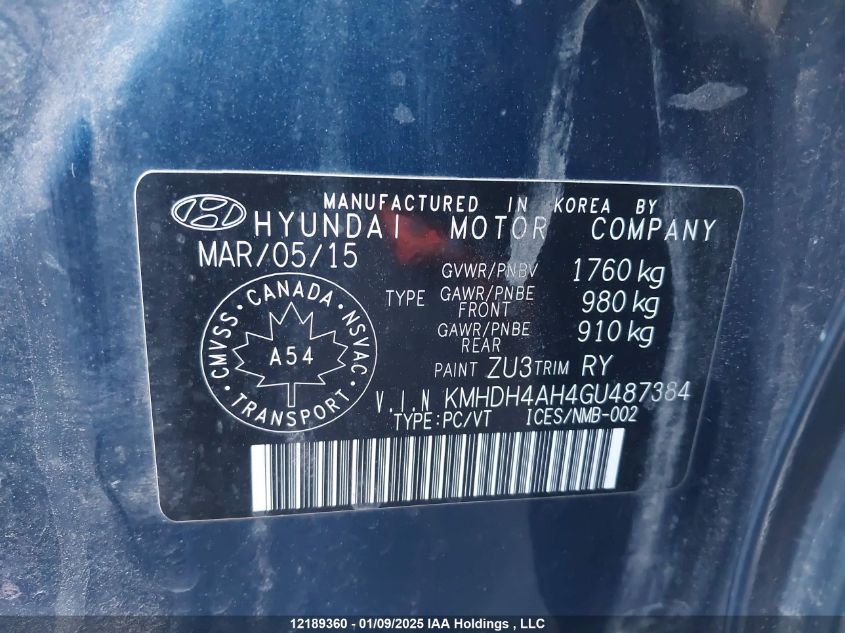 MANUFACTURED IN KOREA BY
HYUNDAI MOTOR COMPANY
MAR/05/15
GVWR/PNBV 1760 kg
TYPE GAWR/PNBE FRONT 980 kg
GAWR/PNBE REAR 910 kg
PAINT ZU3 TRIM RY
CMVSS · CANADA · NSVAC
A54
· TRANSPORT ·
V.I.N KMHDH4AH4GU487384
TYPE:PC/VT ICES/NMB-002
12189360 - 01/09/2025 IAA Holdings , LLC